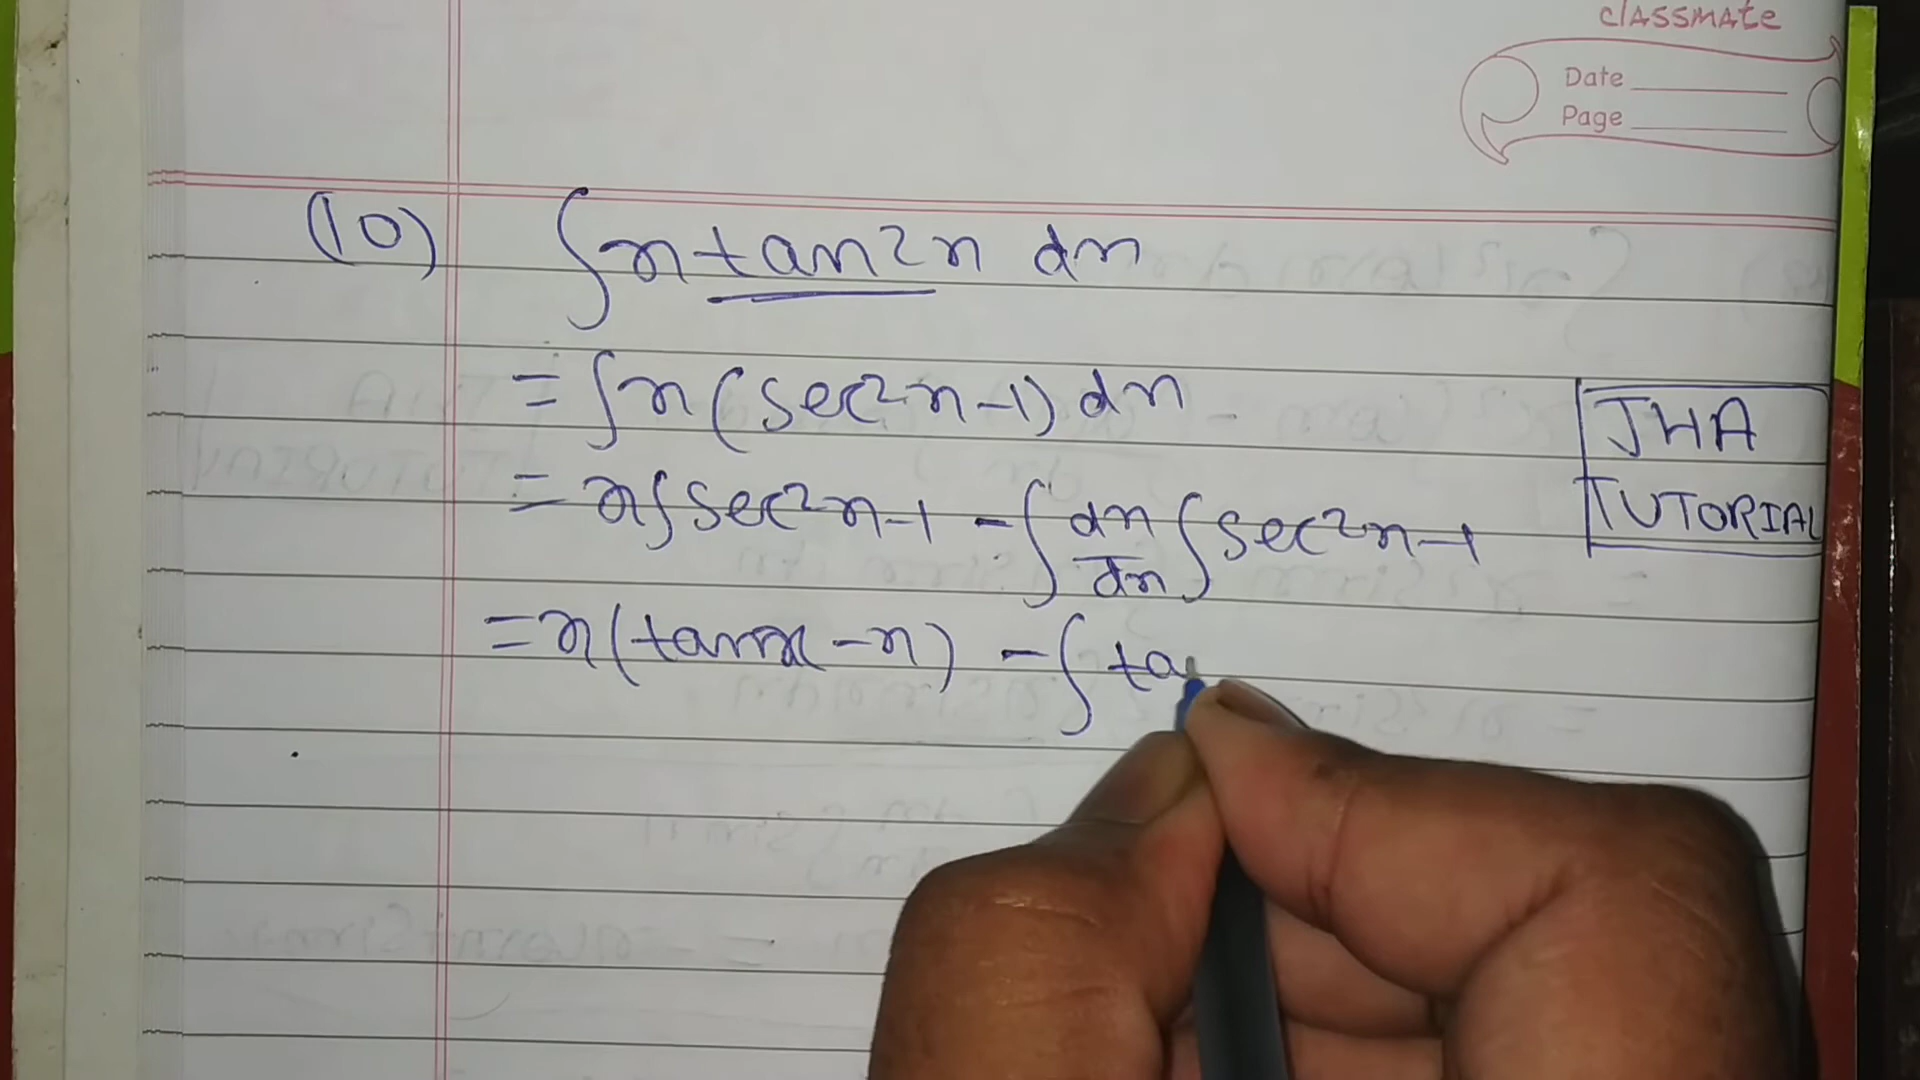 classmate
Date
Page
(10) ∫x tan2x dx
= ∫x(sec2x-1)dx
= x∫sec2x-1 - ∫dx/dx∫sec2x-1
JHA
TUTORIAL
=x(tanx-x) - ∫ta